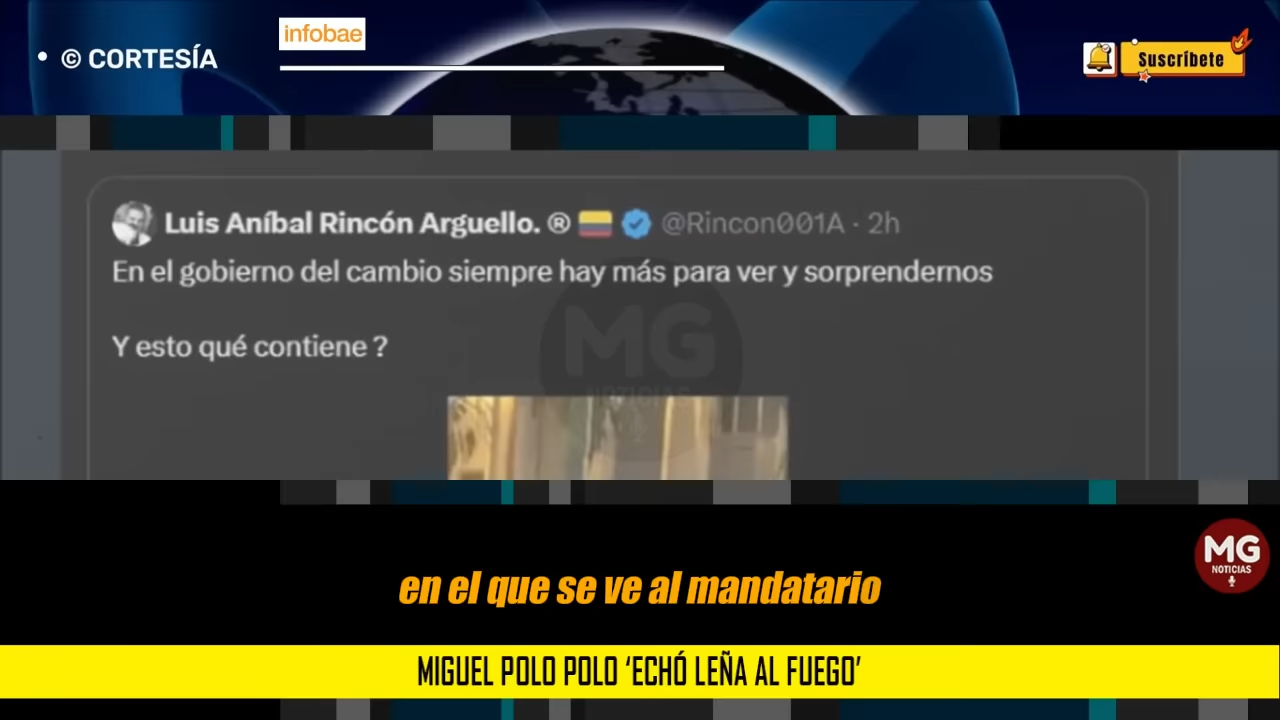 • © CORTESÍA
infobae
Suscríbete
Luis Aníbal Rincón Arguello. ® @Rincon001A · 2h
En el gobierno del cambio siempre hay más para ver y sorprendernos
Y esto qué contiene ?
MG
NOTICIAS
en el que se ve al mandatario
MG
NOTICIAS
MIGUEL POLO POLO ‘ECHÓ LEÑA AL FUEGO’